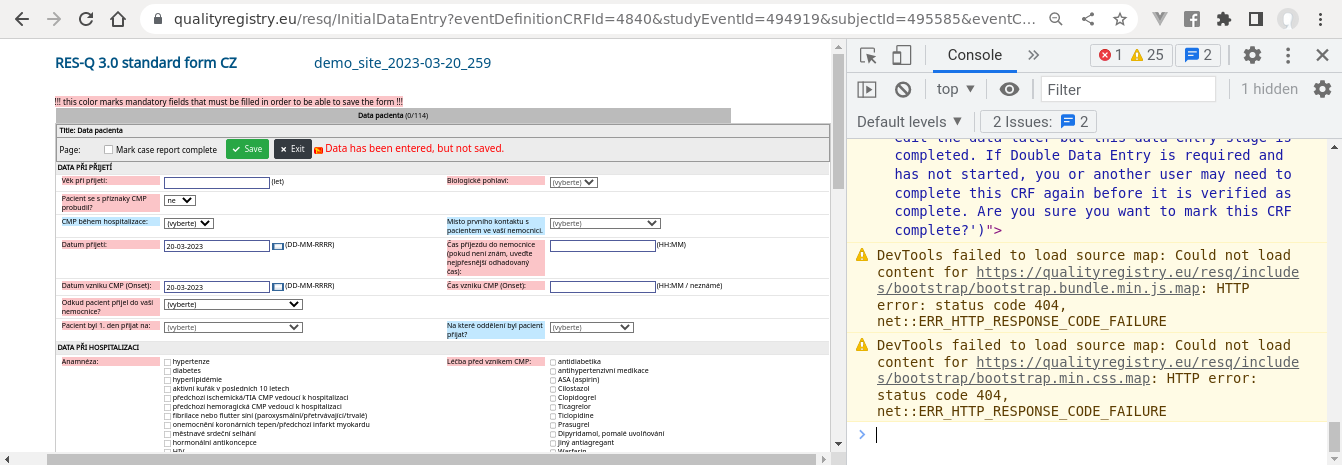 qualityregistry.eu/resq/InitialDataEntry?eventDefinitionCRFId=4840&studyEventId=494919&subjectId=495585&eventC...
RES-Q 3.0 standard form CZ demo_site_2023-03-20_259
!!! this color marks mandatory fields that must be filled in order to be able to save the form !!!
Data pacienta (0/114)
Title: Data pacienta
Page: Mark case report complete Save Exit Data has been entered, but not saved.
DATA PŘI PŘIJETÍ
Věk při přijetí: (let) Biologické pohlaví: (vyberte)
Pacient se s příznaky CMP probudil? ne
CMP během hospitalizace: (vyberte) Místo prvního kontaktu s pacientem ve vaší nemocnici. (vyberte)
Datum přijetí: 20-03-2023 (DD-MM-RRRR) Čas příjezdu do nemocnice (pokud není znám, uveďte nejpřesnější odhadovaný čas): (HH:MM)
Datum vzniku CMP (Onset): 20-03-2023 (DD-MM-RRRR) Čas vzniku CMP (Onset): (HH:MM / neznámé)
Odkud pacient přijel do vaší nemocnice? (vyberte)
Pacient byl 1. den přijat na: (vyberte) Na které oddělení byl pacient přijat? (vyberte)
DATA PŘI HOSPITALIZACI
Anamnéza: hypertenze Léčba před vznikem CMP: antidiabetika
diabetes antihypertenzivní medikace
hyperlipidémie ASA (aspirin)
aktivní kuřák v posledních 10 letech Cilostazol
předchozí ischemická/TIA CMP vedoucí k hospitalizaci Clopidogrel
předchozí hemoragická CMP vedoucí k hospitalizaci Ticagrelor
fibrilace nebo flutter síní (paroxysmální/přetrvávající/trvalé) Ticlopidine
onemocnění koronárních tepen/předchozí infarkt myokardu Prasugrel
městnavé srdeční selhání Dipyridamol, pomalé uvolňování
hormonální antikoncepce Jiný antiagregant
HIV Warfarin
Console » 1 25 2
top Filter 1 hidden
Default levels 2 Issues: 2
edit the data later but this data entry stage is
completed. If Double Data Entry is required and
has not started, you or another user may need to
complete this CRF again before it is verified as
complete. Are you sure you want to mark this CRF
complete?')">
DevTools failed to load source map: Could not load
content for https://qualityregistry.eu/resq/include
s/bootstrap/bootstrap.bundle.min.js.map: HTTP
error: status code 404,
net::ERR_HTTP_RESPONSE_CODE_FAILURE
DevTools failed to load source map: Could not load
content for https://qualityregistry.eu/resq/include
s/bootstrap/bootstrap.min.css.map: HTTP error:
status code 404,
net::ERR_HTTP_RESPONSE_CODE_FAILURE